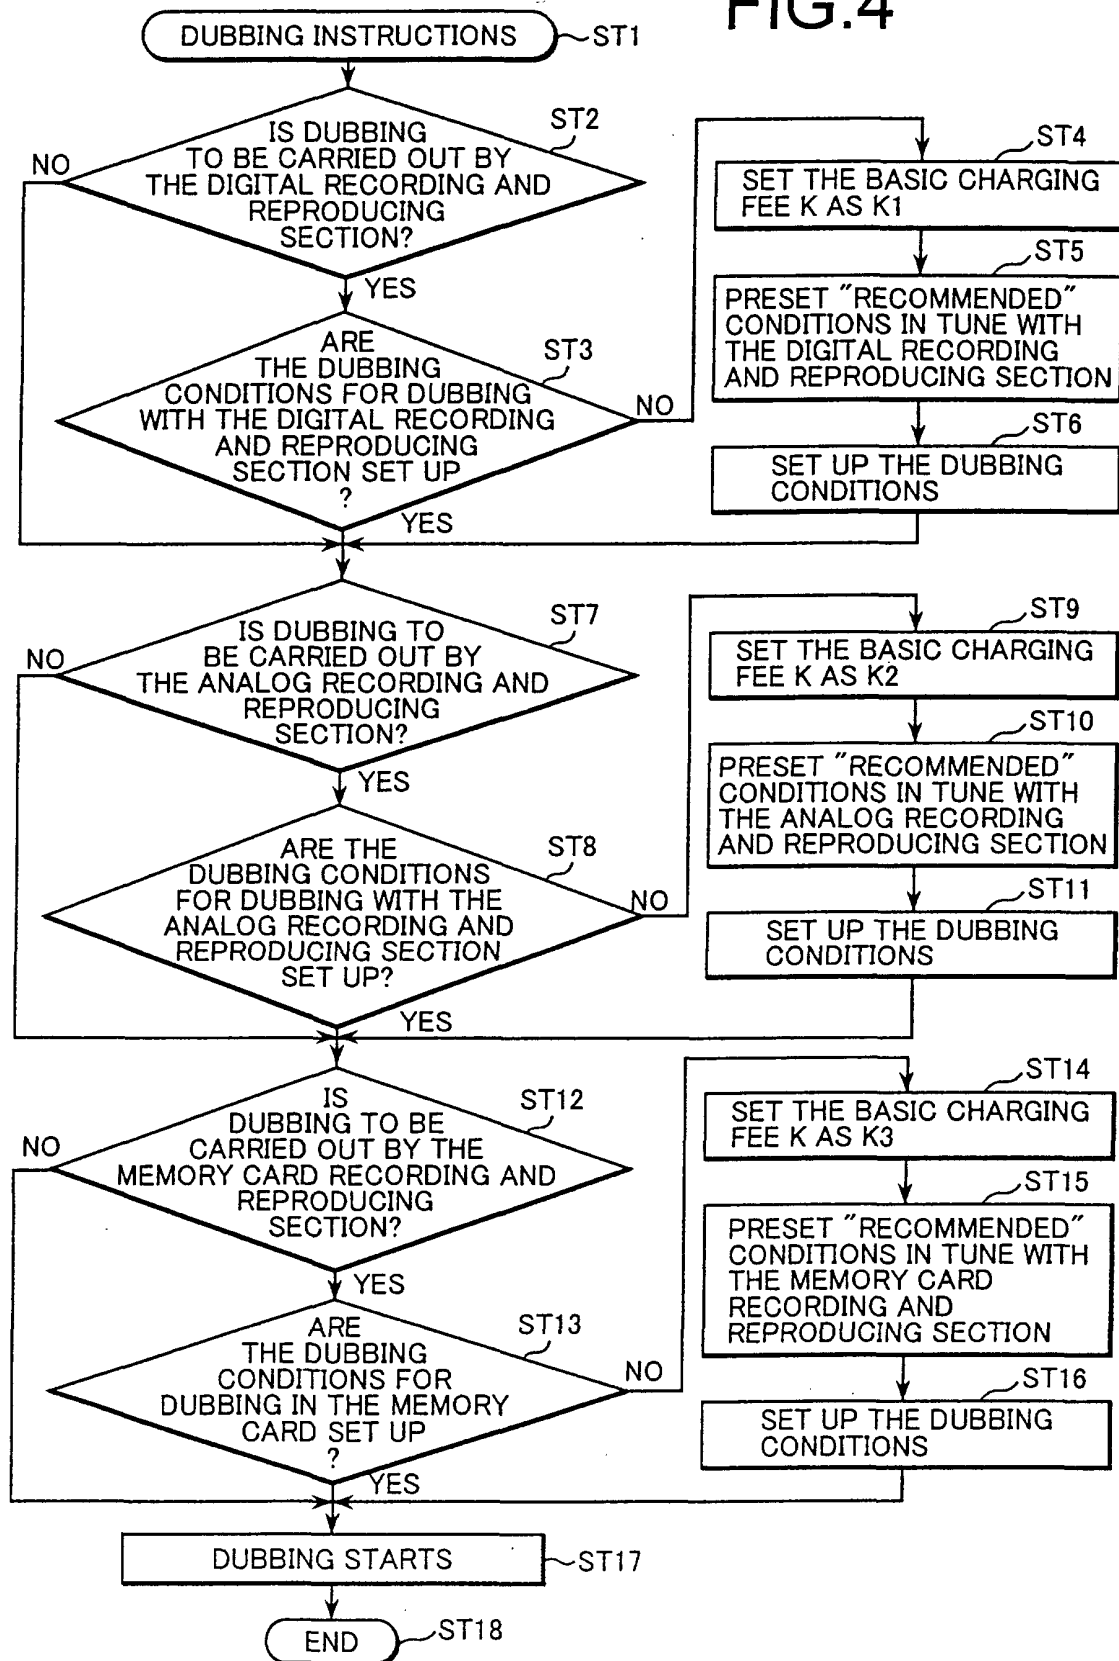 FIG.4
DUBBING INSTRUCTIONS
ST1
IS DUBBING
TO BE CARRIED OUT BY
THE DIGITAL RECORDING AND
REPRODUCING
SECTION?
ST2
NO
YES
ARE
THE DUBBING
CONDITIONS FOR DUBBING
WITH THE DIGITAL RECORDING
AND REPRODUCING
SECTION SET UP
?
ST3
NO
YES
ST4
SET THE BASIC CHARGING
FEE K AS K1
ST5
PRESET "RECOMMENDED"
CONDITIONS IN TUNE WITH
THE DIGITAL RECORDING
AND REPRODUCING SECTION
ST6
SET UP THE DUBBING
CONDITIONS
IS DUBBING TO
BE CARRIED OUT BY
THE ANALOG RECORDING AND
REPRODUCING
SECTION?
ST7
NO
YES
ARE THE
DUBBING CONDITIONS
FOR DUBBING WITH THE
ANALOG RECORDING AND
REPRODUCING SECTION
SET UP?
ST8
NO
YES
ST9
SET THE BASIC CHARGING
FEE K AS K2
ST10
PRESET "RECOMMENDED"
CONDITIONS IN TUNE WITH
THE ANALOG RECORDING
AND REPRODUCING SECTION
ST11
SET UP THE DUBBING
CONDITIONS
IS
DUBBING TO BE
CARRIED OUT BY THE
MEMORY CARD RECORDING AND
REPRODUCING
SECTION?
ST12
NO
YES
ARE
THE DUBBING
CONDITIONS FOR
DUBBING IN THE MEMORY
CARD SET UP
?
ST13
NO
YES
ST14
SET THE BASIC CHARGING
FEE K AS K3
ST15
PRESET "RECOMMENDED"
CONDITIONS IN TUNE WITH
THE MEMORY CARD
RECORDING AND
REPRODUCING SECTION
ST16
SET UP THE DUBBING
CONDITIONS
DUBBING STARTS
ST17
END
ST18